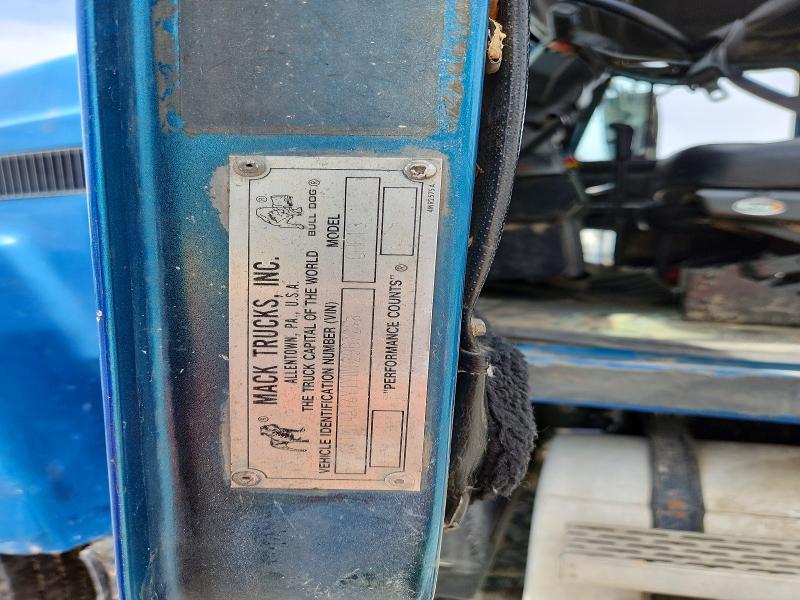 ® ®
BULL DOG®
MACK TRUCKS, INC.
ALLENTOWN, PA., U.S.A.
THE TRUCK CAPITAL OF THE WORLD
VEHICLE IDENTIFICATION NUMBER (VIN)
MODEL
"PERFORMANCE COUNTS"®